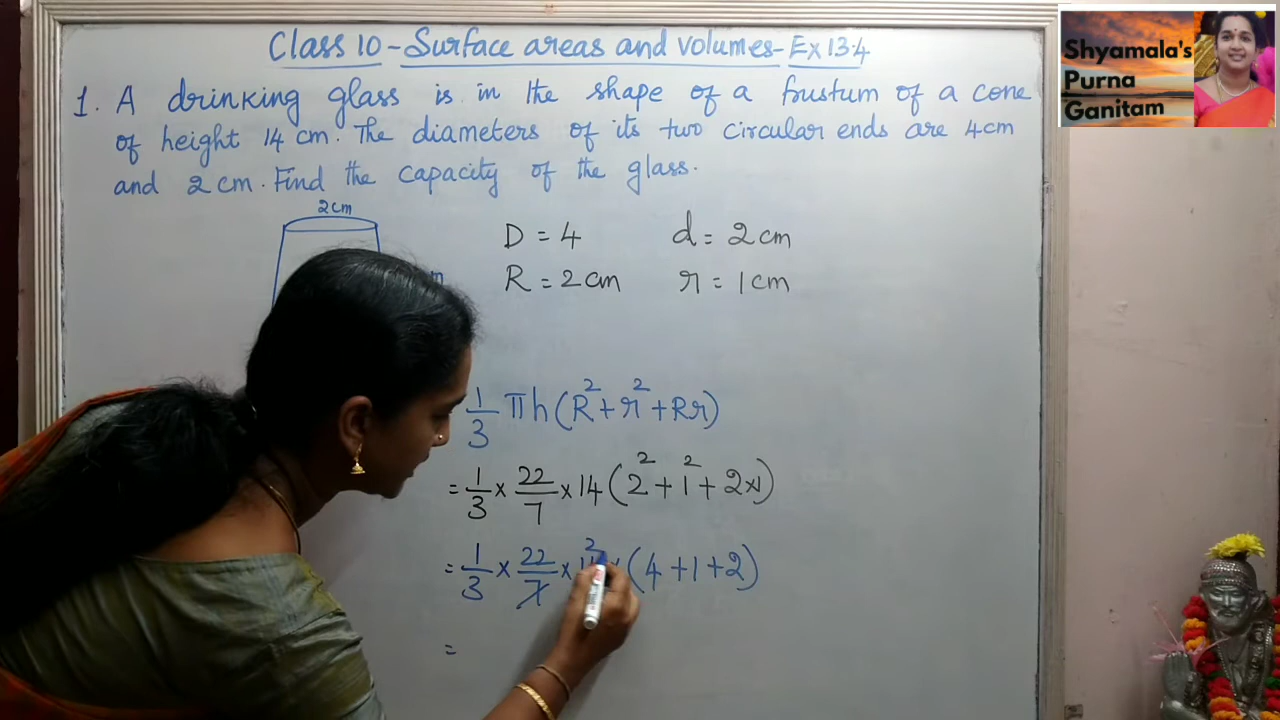 Class 10 - Surface areas and volumes - Ex 13.4
Shyamala's
Purna
Ganitam
1. A drinking glass is in the shape of a frustum of a cone
of height 14 cm. The diameters of its two circular ends are 4cm
and 2 cm. Find the capacity of the glass.
2cm
D = 4 d = 2 cm
R = 2 cm r = 1 cm
1/3 πh (R² + r² + Rr)
= 1/3 × 22/7 × 14 (2² + 1² + 2×1)
= 1/3 × 22/7 × 14 2 × (4 + 1 + 2)
=